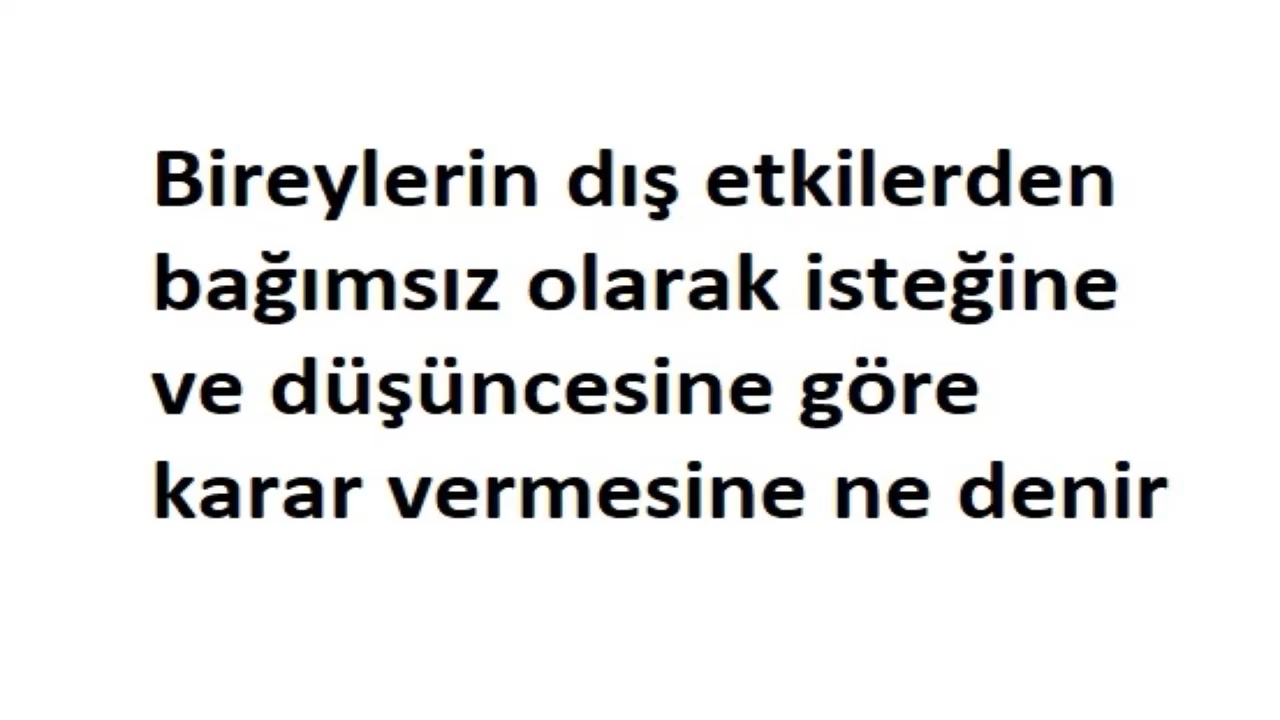 Bireylerin dış etkilerden
bağımsız olarak isteğine
ve düşüncesine göre
karar vermesine ne denir